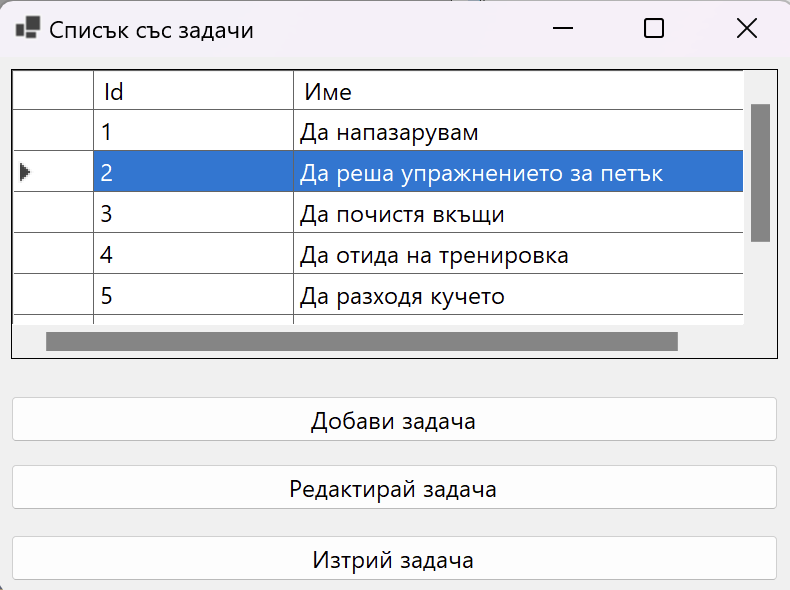 Списък със задачи
Id Име
1 Да напазарувам
2 Да реша упражнението за петък
3 Да почистя вкъщи
4 Да отида на тренировка
5 Да разходя кучето
Добави задача
Редактирай задача
Изтрий задача